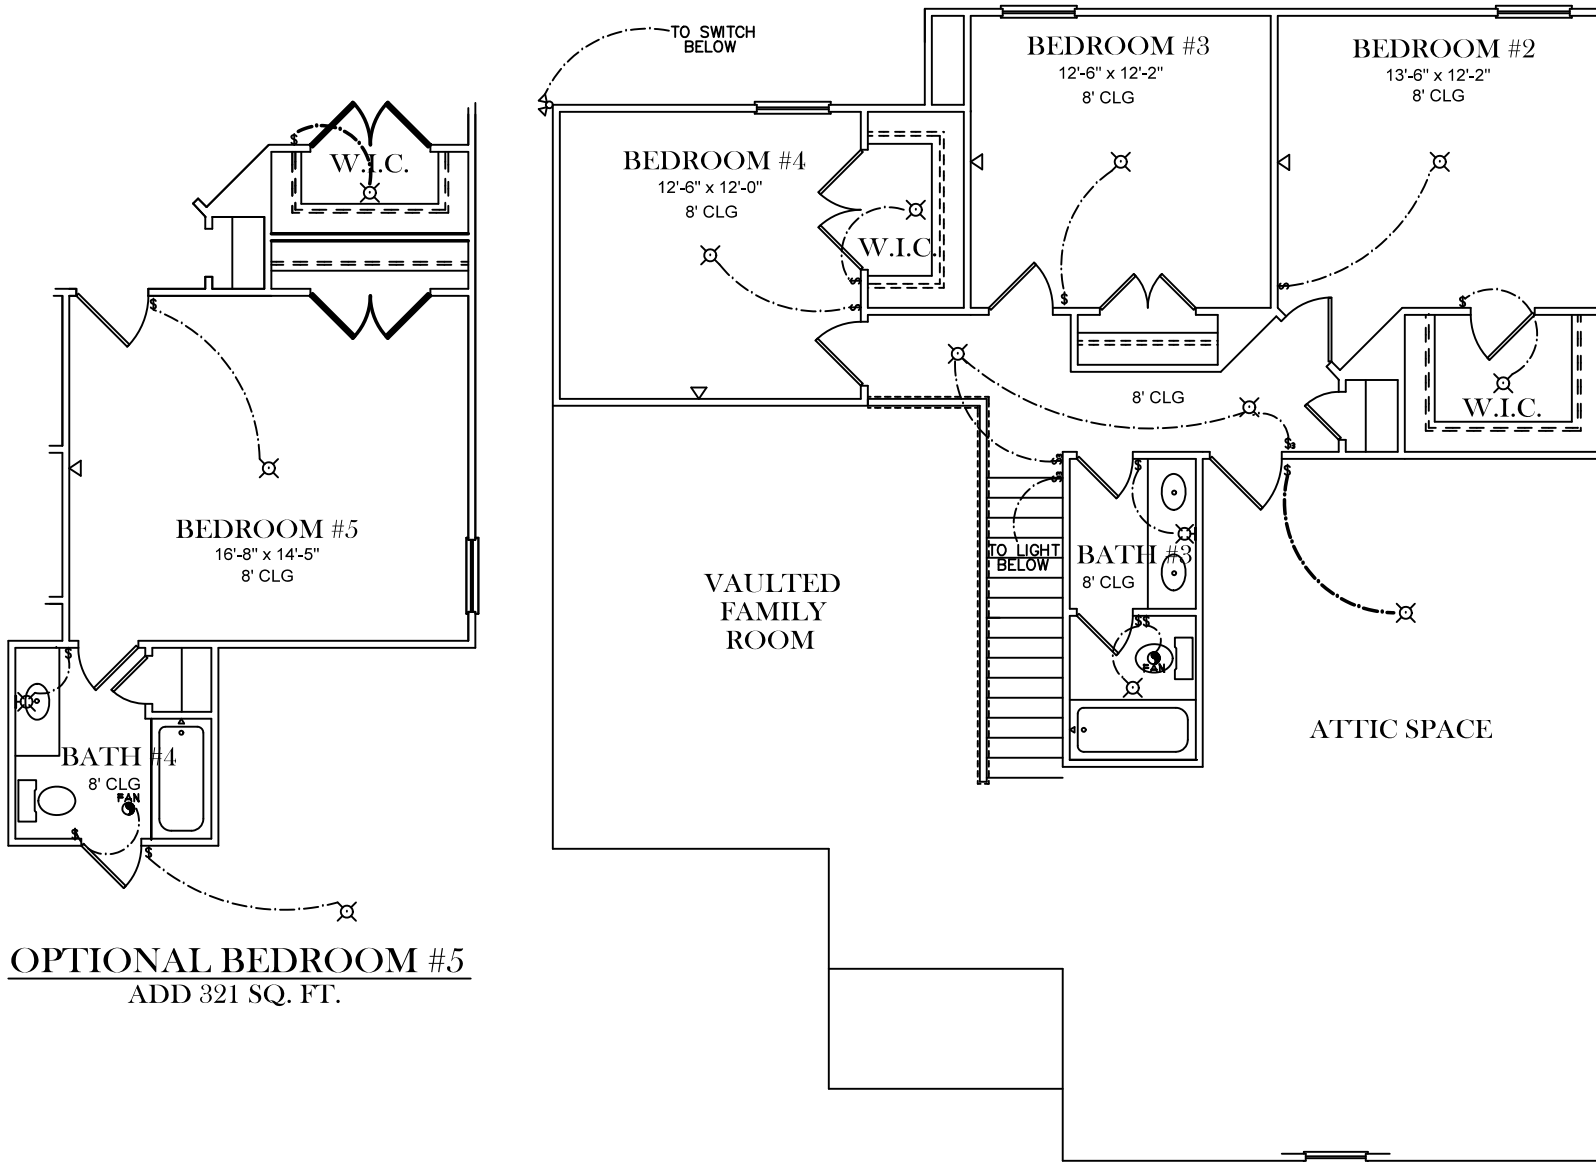 TO SWITCH
BELOW
BEDROOM #3
12'-6" x 12'-2"
8' CLG
BEDROOM #2
13'-6" x 12'-2"
8' CLG
W.I.C.
BEDROOM #4
12'-6" x 12'-0"
8' CLG
W.I.C.
8' CLG
W.I.C.
BEDROOM #5
16'-8" x 14'-5"
8' CLG
VAULTED
FAMILY
ROOM
TO LIGHT
BELOW
BATH #3
8' CLG
FAN
ATTIC SPACE
BATH #4
8' CLG
FAN
OPTIONAL BEDROOM #5
ADD 321 SQ. FT.
$
$
$
$
$
$
$
$3
$3
$3
$
$
$$
$
$
$